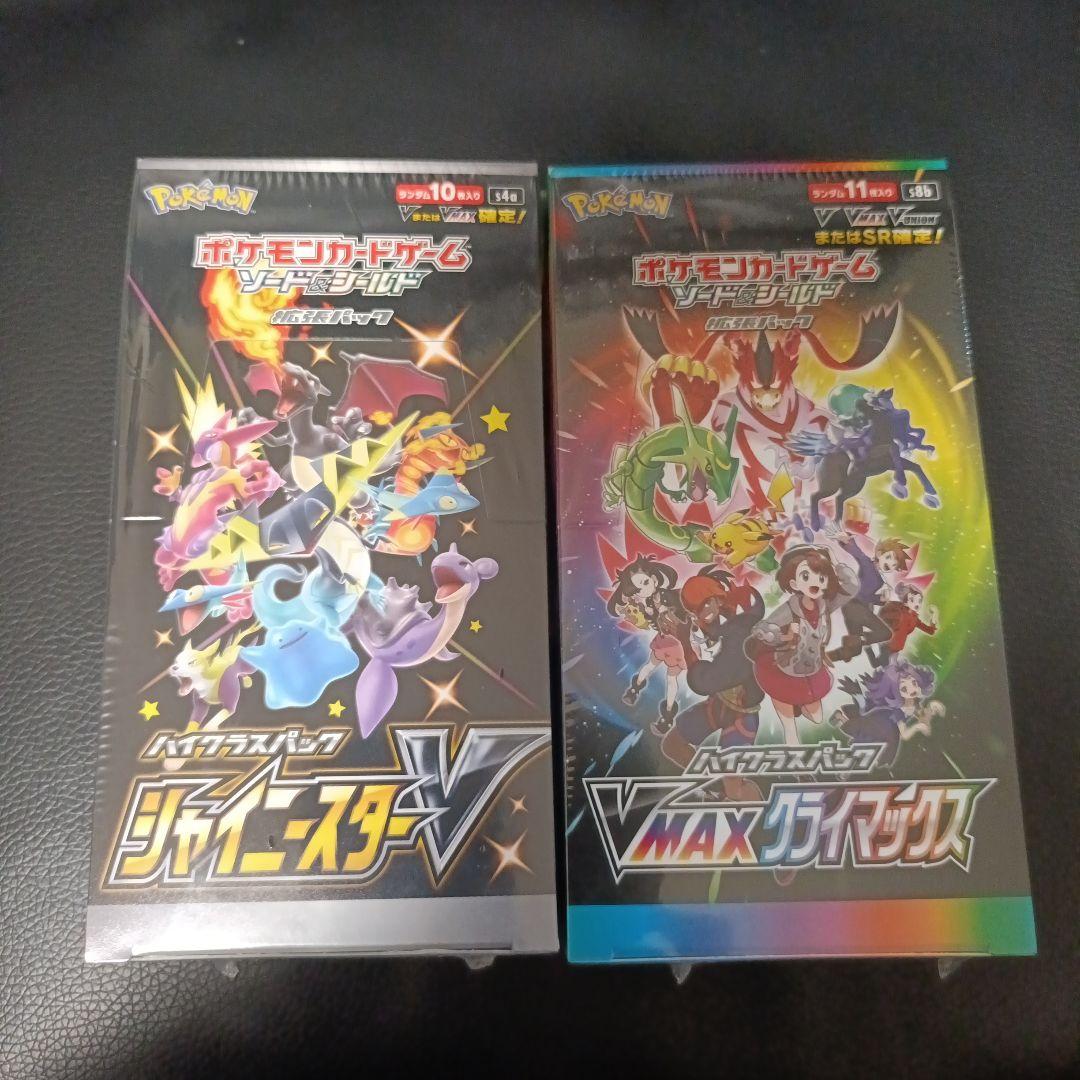 Pokémon
ランダム10枚入り
s4a
VまたはVMAX確定!
ポケモンカードゲーム
ソード&シールド
拡張パック
ハイクラスパック
シャイニースターV
Pokémon
ランダム11枚入り
s8b
V VMAX V-UNION
またはSR確定!
ポケモンカードゲーム
ソード&シールド
拡張パック
ハイクラスパック
VMAXクライマックス